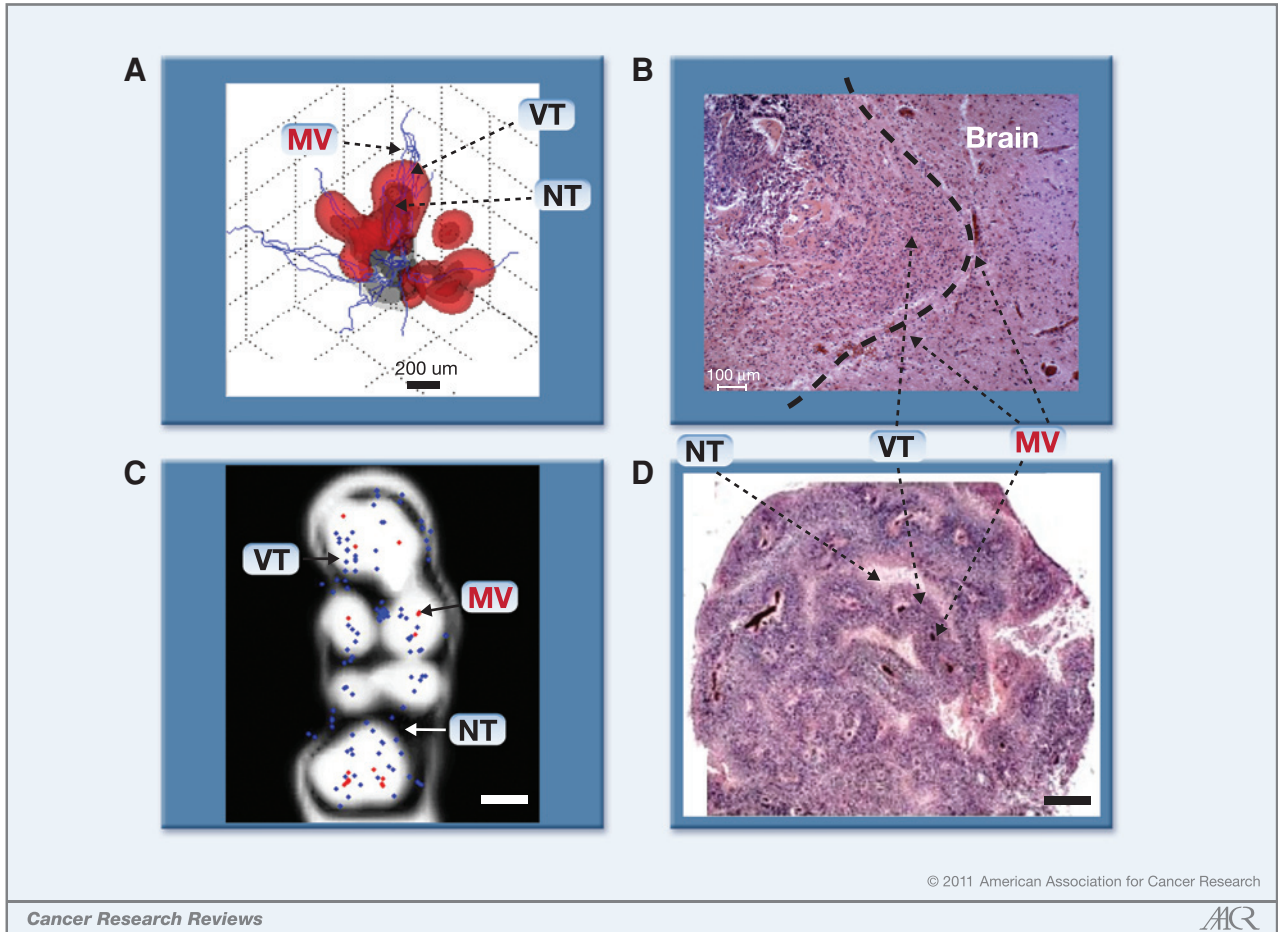 A
MV
VT
NT
200 um
B
Brain
100 µm
C
VT
MV
NT
D
NT
VT
MV
© 2011 American Association for Cancer Research
Cancer Research Reviews
AACR